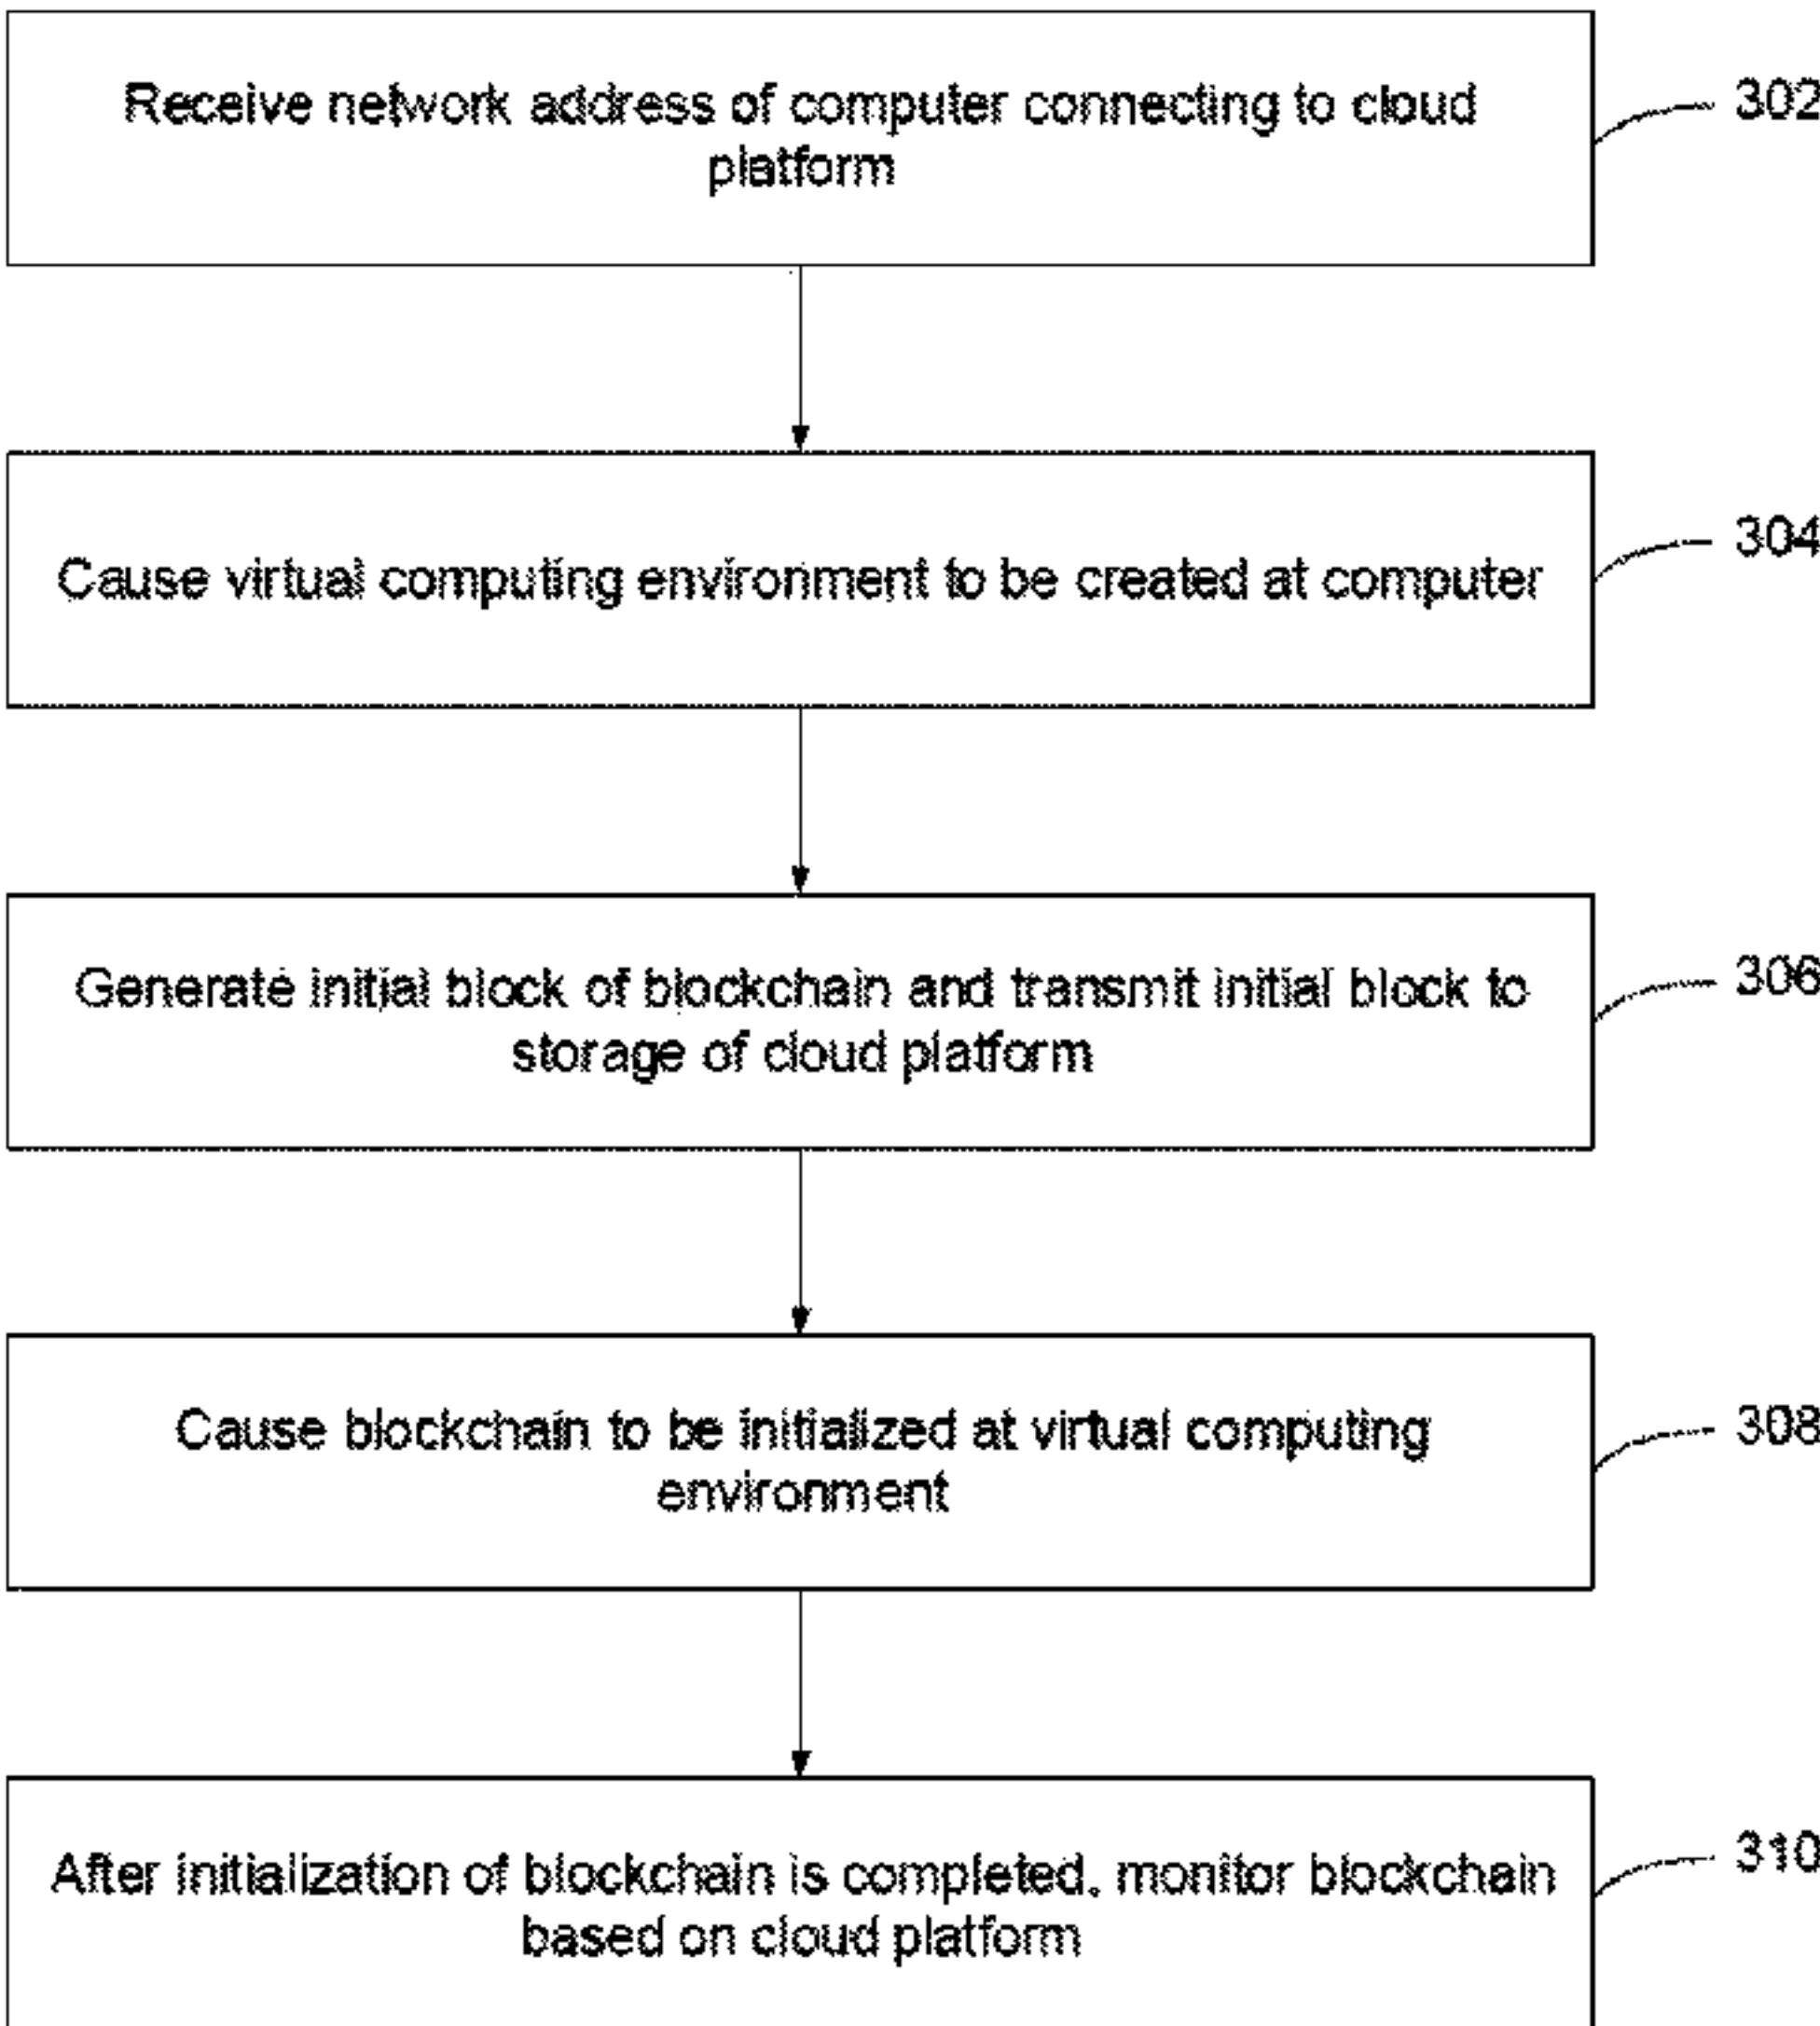 Receive network address of computer connecting to cloud
platform
302
Cause virtual computing environment to be created at computer
304
Generate initial block of blockchain and transmit initial block to
storage of cloud platform
306
Cause blockchain to be initialized at virtual computing
environment
308
After initialization of blockchain is completed, monitor blockchain
based on cloud platform
310